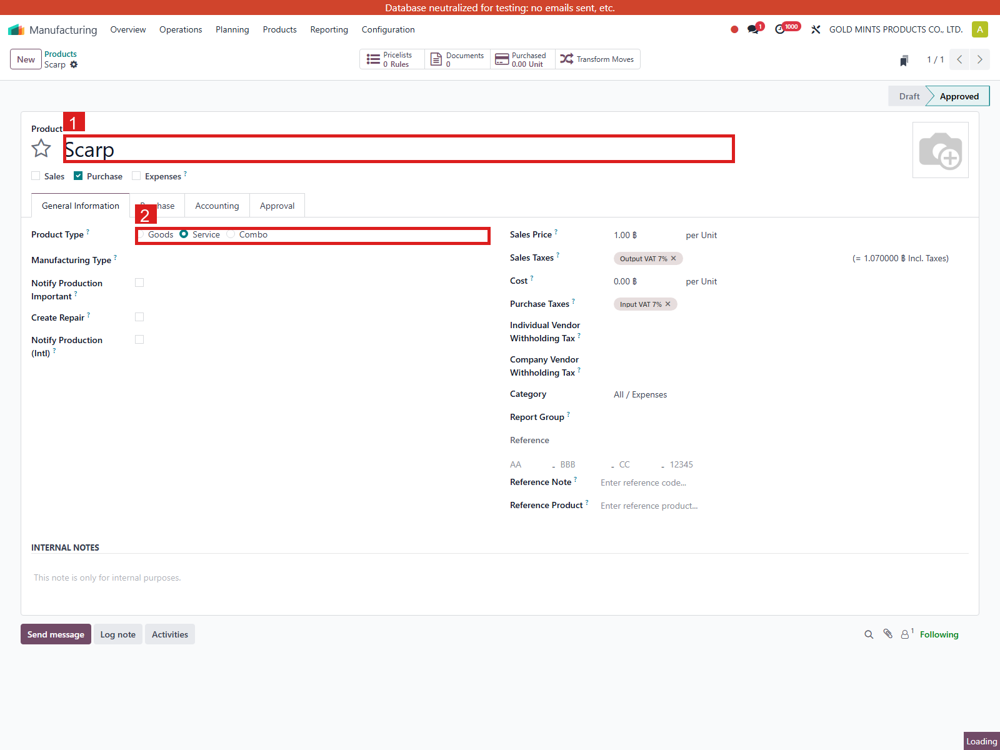 Database neutralized for testing: no emails sent, etc.
Manufacturing Overview Operations Planning Products Reporting Configuration 1 1000 GOLD MINTS PRODUCTS CO., LTD. A
New Products Scarp Pricelists 0 Rules Documents 0 Purchased 0.00 Unit Transform Moves 1 / 1
Draft Approved
Product 1
Scarp
Sales Purchase Expenses ?
General Information Purchase Accounting Approval
2
Product Type ? Goods Service Combo
Manufacturing Type ?
Notify Production
Important ?
Create Repair ?
Notify Production
(Intl) ?
Sales Price ? 1.00 ฿ per Unit
Sales Taxes ? Output VAT 7% × (= 1.070000 ฿ Incl. Taxes)
Cost ? 0.00 ฿ per Unit
Purchase Taxes ? Input VAT 7% ×
Individual Vendor
Withholding Tax ?
Company Vendor
Withholding Tax ?
Category All / Expenses
Report Group ?
Reference
AA - BBB - CC - 12345
Reference Note ? Enter reference code...
Reference Product ? Enter reference product...
INTERNAL NOTES
This note is only for internal purposes.
Send message Log note Activities 1 Following
Loading